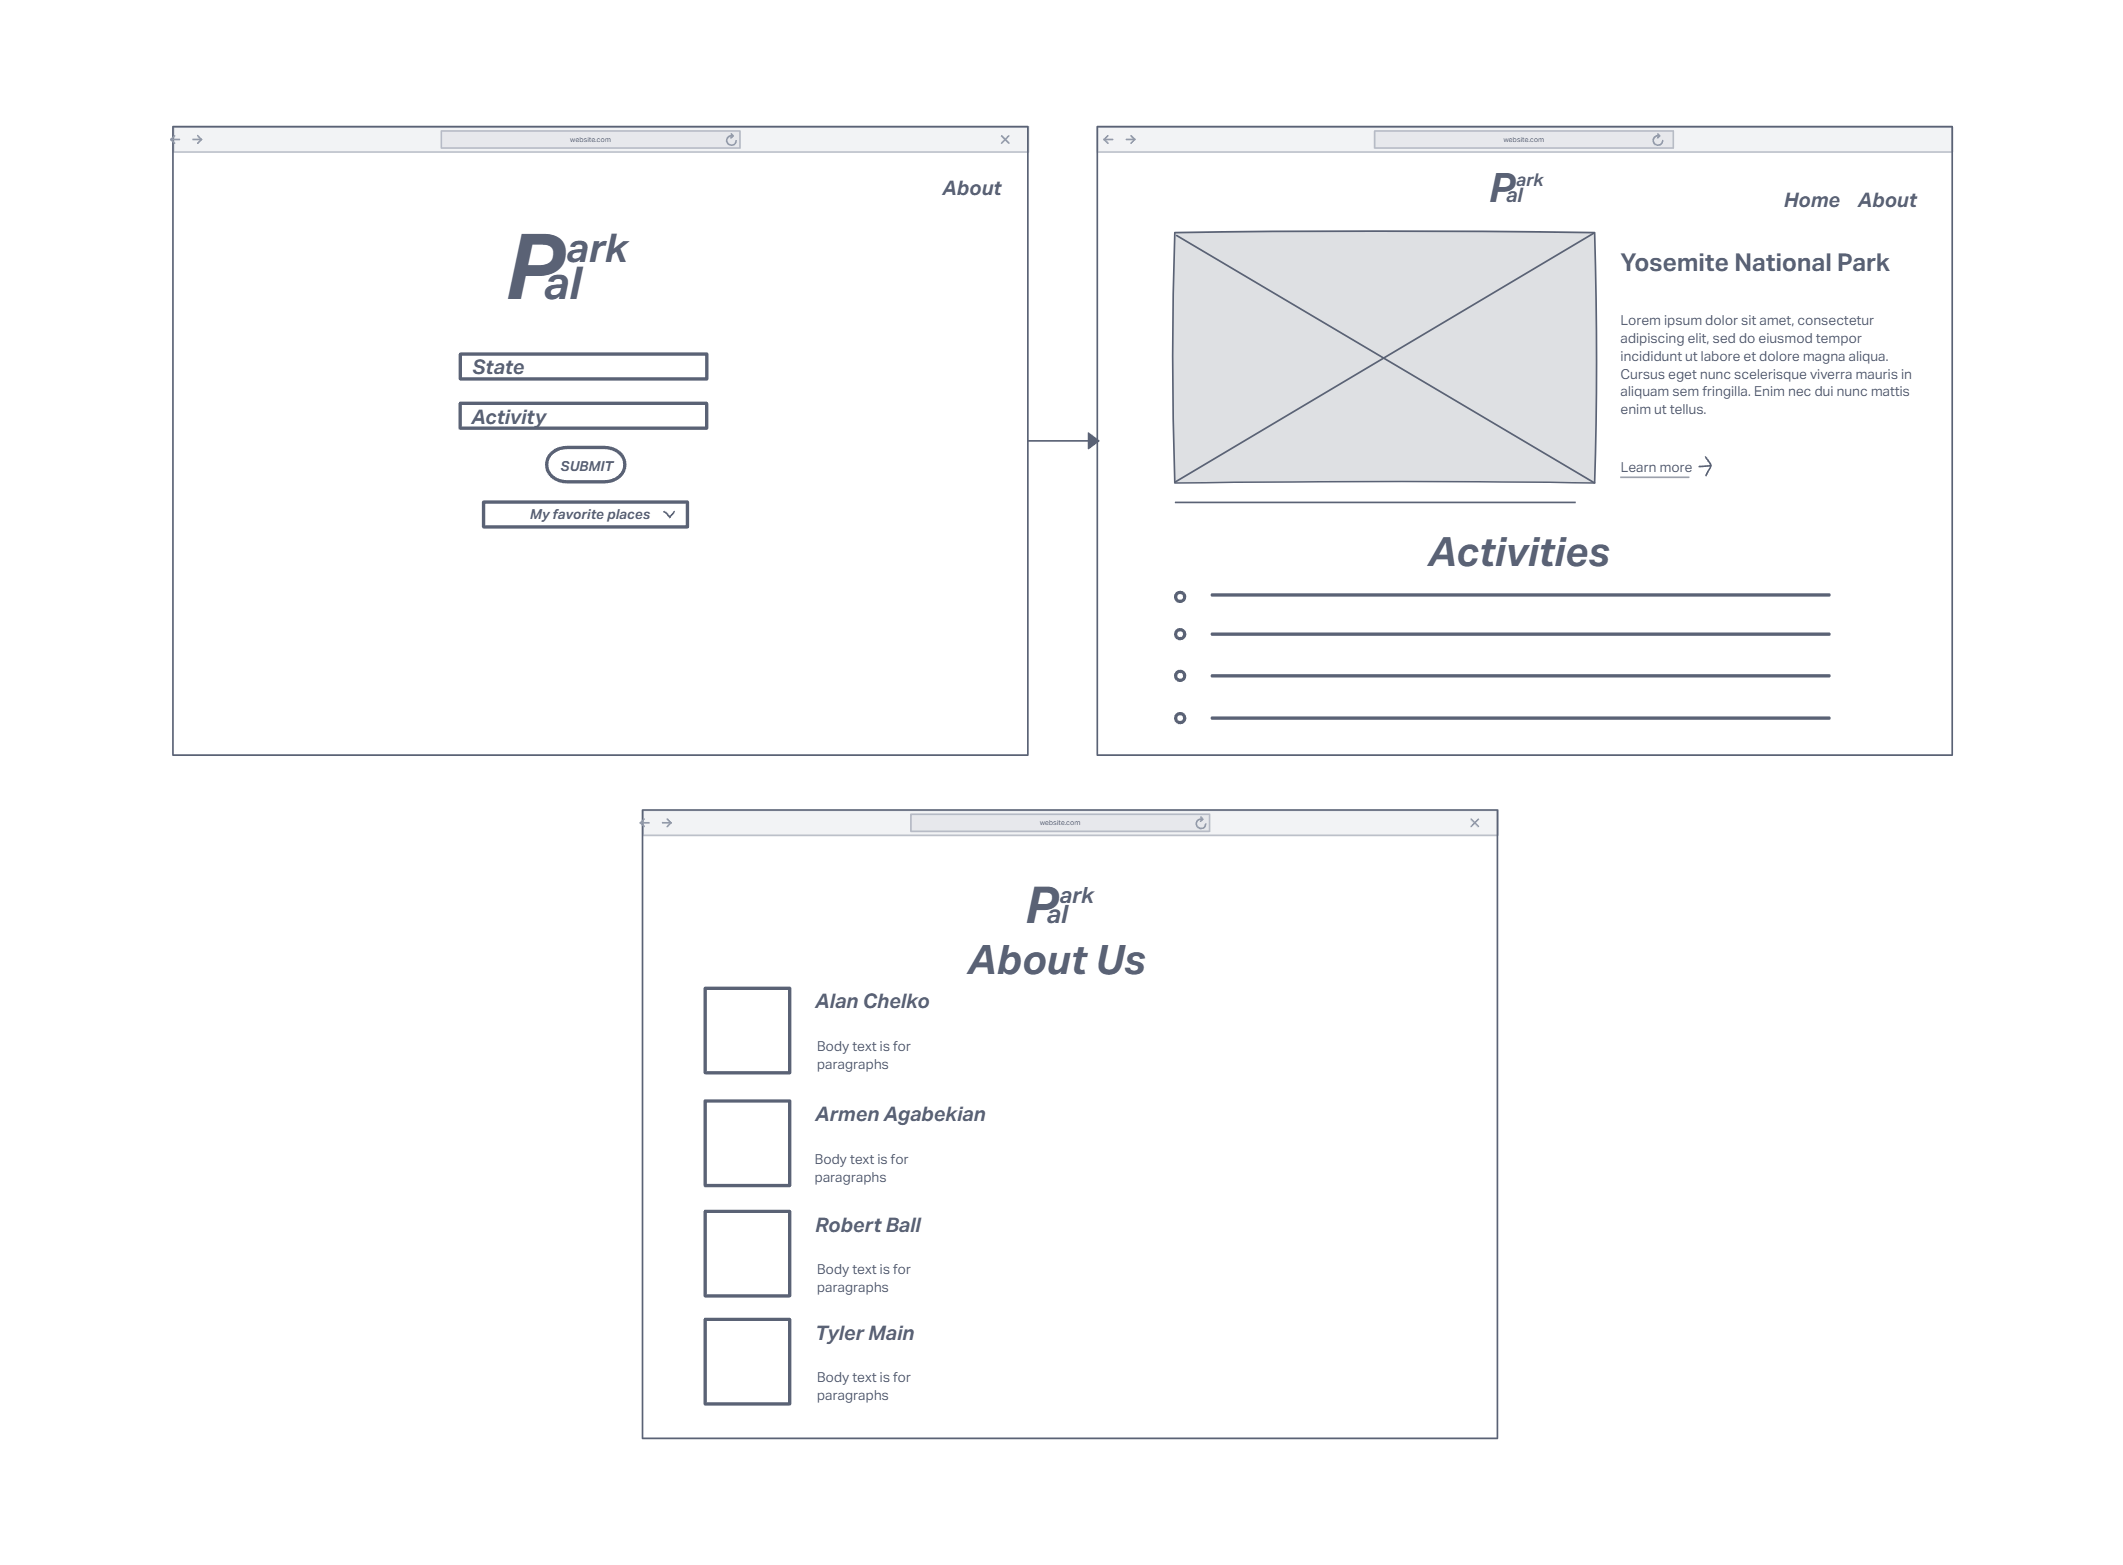 website.com
About
Park
al
State
Activity
SUBMIT
My favorite places
website.com
Park
al
Home About
Yosemite National Park
Lorem ipsum dolor sit amet, consectetur
adipiscing elit, sed do eiusmod tempor
incididunt ut labore et dolore magna aliqua.
Cursus eget nunc scelerisque viverra mauris in
aliquam sem fringilla. Enim nec dui nunc mattis
enim ut tellus.
Learn more
Activities
website.com
Park
al
About Us
Alan Chelko
Body text is for
paragraphs
Armen Agabekian
Body text is for
paragraphs
Robert Ball
Body text is for
paragraphs
Tyler Main
Body text is for
paragraphs